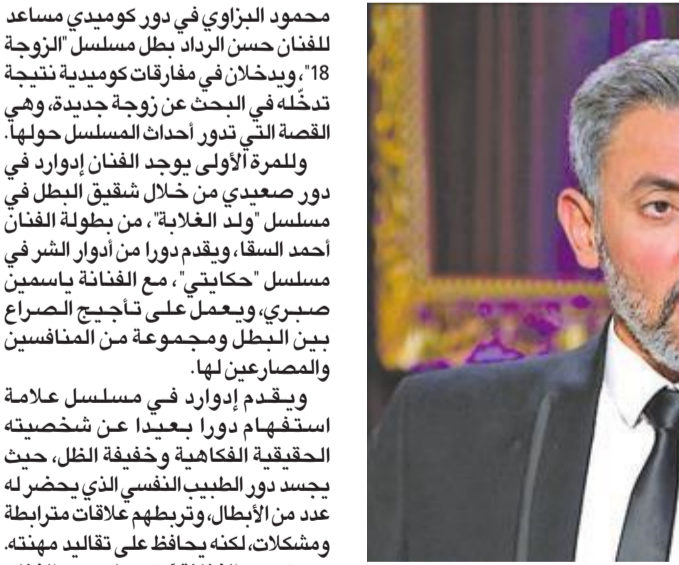 محمود البزاوي في دور كوميدي مساعد
للفنان حسن الرداد بطل مسلسل "الزوجة
18"، ويدخلان في مفارقات كوميدية نتيجة
تدخّله في البحث عن زوجة جديدة، وهي
القصة التي تدور أحداث المسلسل حولها.
وللمرة الأولى يوجد الفنان إدوارد في
دور صعيدي من خلال شقيق البطل في
مسلسل "ولد الغلابة"، من بطولة الفنان
أحمد السقا، ويقدم دورا من أدوار الشر في
مسلسل "حكايتي"، مع الفنانة ياسمين
صبري، ويعمل على تأجيج الصراع
بين البطل ومجموعة من المنافسين
والمصارعين لها.
ويقدم إدوارد في مسلسل علامة
استفهام دورا بعيدا عن شخصيته
الحقيقية الفكاهية وخفيفة الظل، حيث
يجسد دور الطبيب النفسي الذي يحضر له
عدد من الأبطال، وتربطهم علاقات مترابطة
ومشكلات، لكنه يحافظ على تقاليد مهنته.